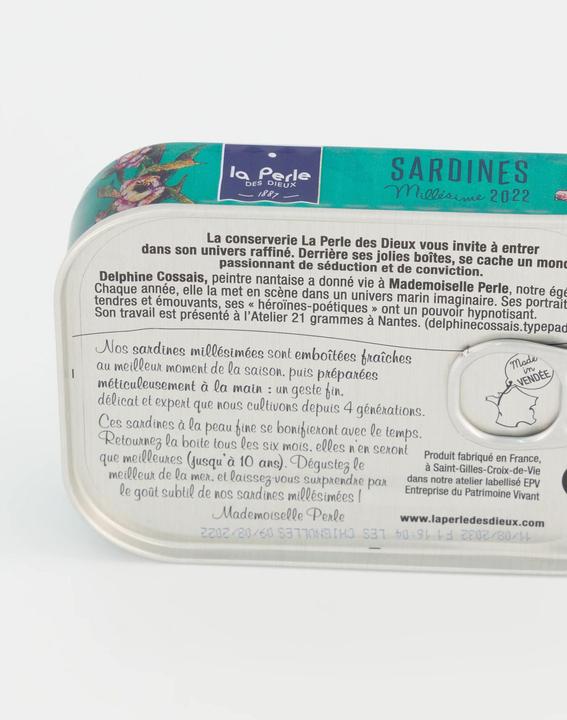 la Perle
DES DIEUX
1887
SARDINES
Millésime 2022
La conserverie La Perle des Dieux vous invite à entrer
dans son univers raffiné. Derrière ses jolies boîtes, se cache un
passionnant de séduction et de conviction.
Delphine Cossais, peintre nantaise a donné vie à Mademoiselle Perle, notre
Chaque année, elle la met en scène dans un univers marin imaginaire. Ses
tendres et émouvants, ses « héroïnes-poétiques » ont un pouvoir hypnotisant.
Son travail est présenté à l'Atelier 21 grammes à Nantes. (delphinecossais.typepad
Nos sardines millésimées sont emboîtées fraîches
au meilleur moment de la saison, puis préparées
méticuleusement à la main : un geste fin,
délicat et expert que nous cultivons depuis 4 générations.
Ces sardines à la peau fine se bonifieront avec le temps.
Retournez la boite tous les six mois, elles n'en seront
que meilleures (jusqu'à 10 ans). Dégustez le
meilleur de la mer, et laissez-vous surprendre par
le goût subtil de nos sardines millésimées !
Mademoiselle Perle
Made
in
VENDÉE
Produit fabriqué en France,
à Saint-Gilles-Croix-de-Vie
dans notre atelier labellisé EPV
Entreprise du Patrimoine Vivant
www.laperledesdieux.com